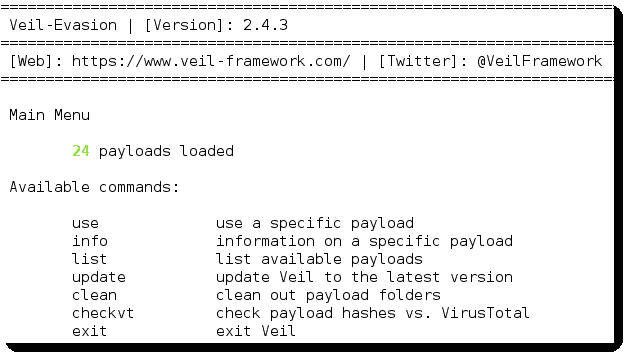 ================================================================
Veil-Evasion | [Version]: 2.4.3
================================================================
[Web]: https://www.veil-framework.com/ | [Twitter]: @VeilFramework
================================================================
Main Menu
24 payloads loaded
Available commands:
use use a specific payload
info information on a specific payload
list list available payloads
update update Veil to the latest version
clean clean out payload folders
checkvt check payload hashes vs. VirusTotal
exit exit Veil